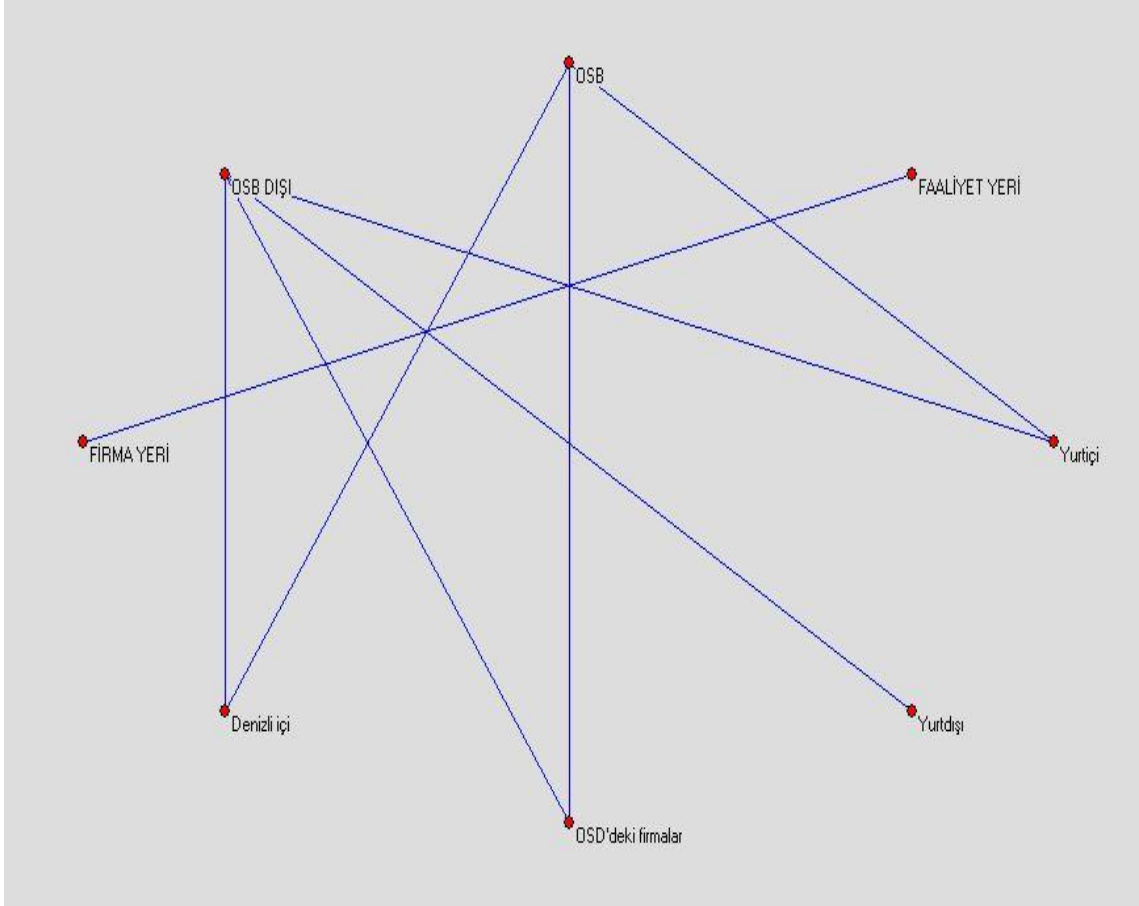 OSB
OSB DIŞI
FAALİYET YERİ
FİRMA YERİ
Yurtiçi
Denizli içi
Yurtdışı
OSD'deki firmalar